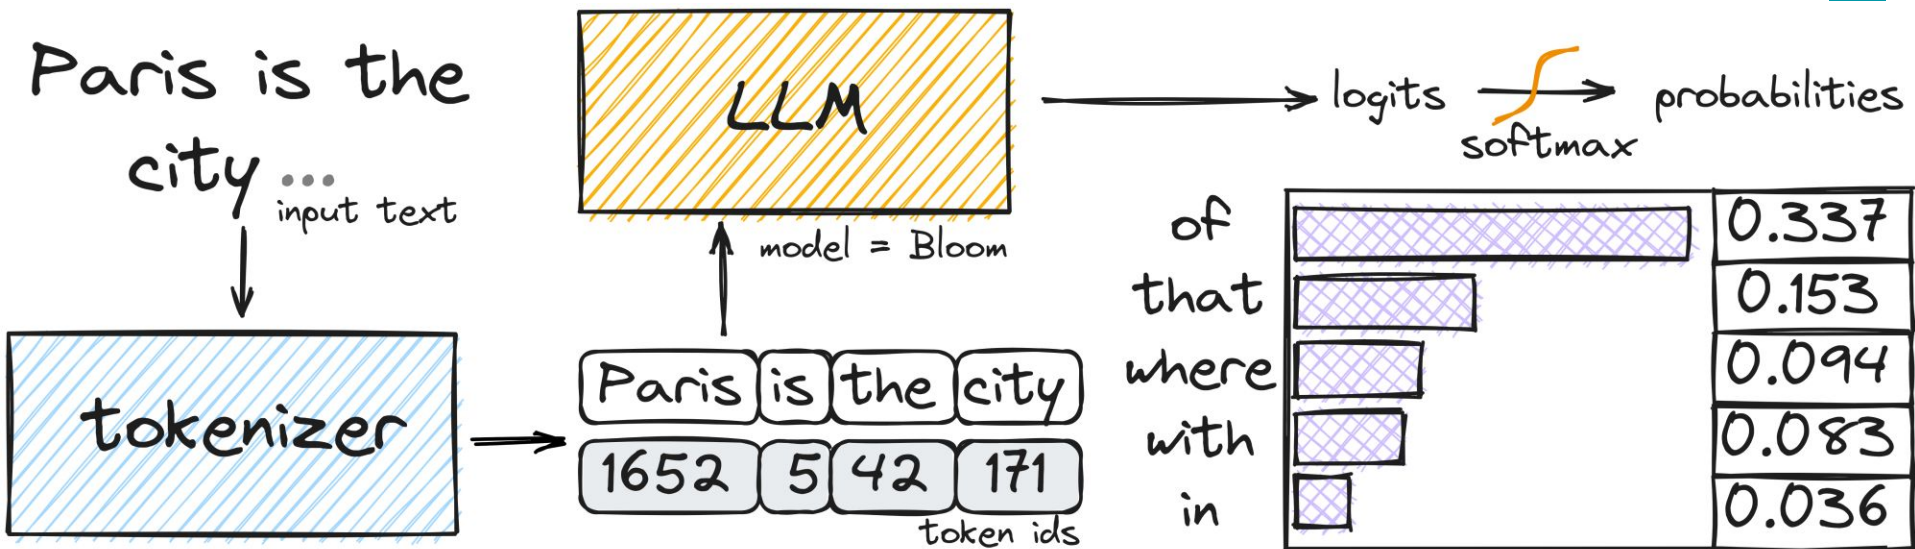 Paris is the
city ...
input text
tokenizer
Paris is the city
1652 5 42 171
token ids
LLM
model = Bloom
logits
softmax
probabilities
of 0.337
that 0.153
where 0.094
with 0.083
in 0.036